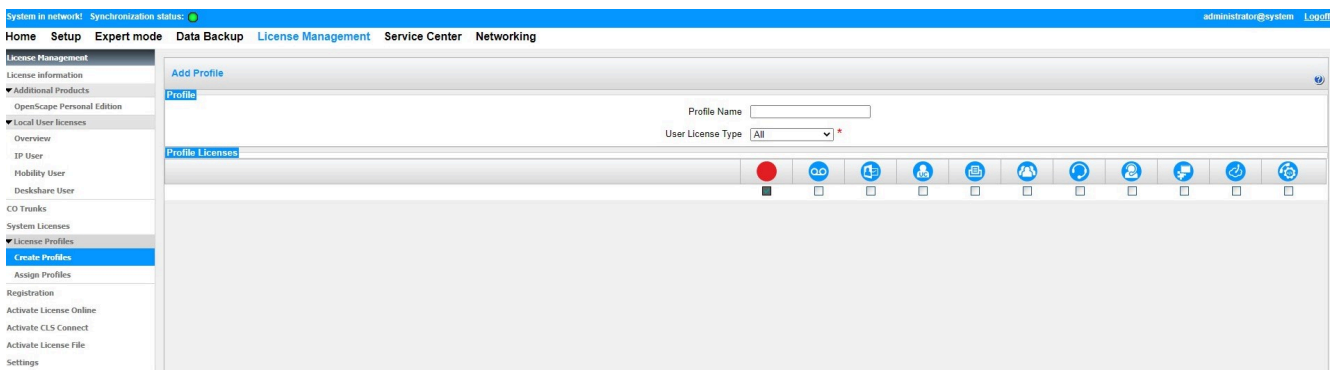 System in network! Synchronization status:
administrator@system Logoff
Home Setup Expert mode Data Backup License Management Service Center Networking
License Management
License information
Additional Products
OpenScape Personal Edition
Local User licenses
Overview
IP User
Mobility User
Deskshare User
CO Trunks
System Licenses
License Profiles
Create Profiles
Assign Profiles
Registration
Activate License Online
Activate CLS Connect
Activate License File
Settings
Add Profile
?
Profile
Profile Name
User License Type All *
Profile Licenses
UC